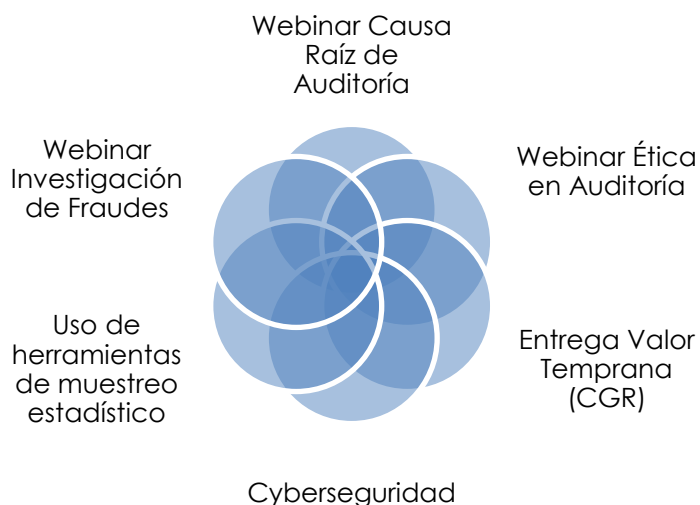 Webinar Causa
Raíz de
Auditoría
Webinar Ética
en Auditoría
Entrega Valor
Temprana
(CGR)
Cyberseguridad
Uso de
herramientas
de muestreo
estadístico
Webinar
Investigación
de Fraudes